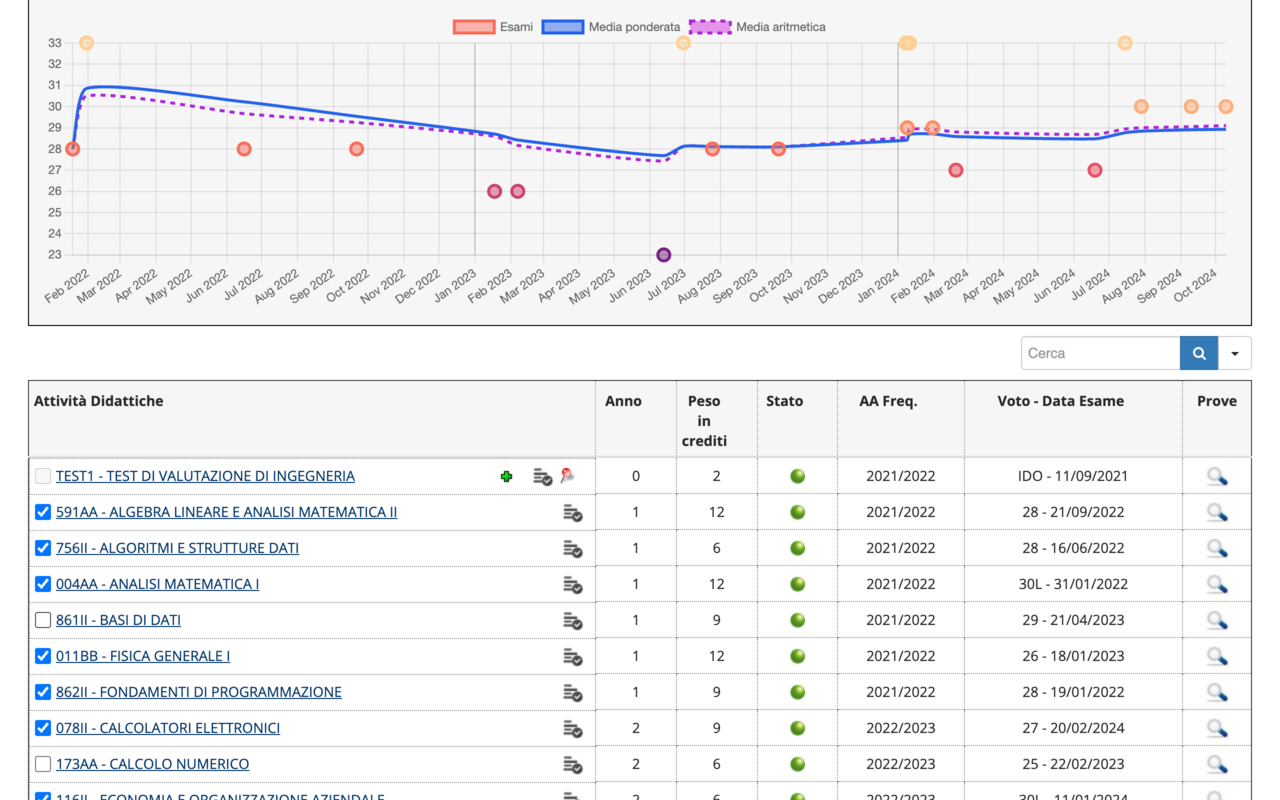 Esami Media ponderata Media aritmetica
33
32
31
30
29
28
27
26
25
24
23
Feb 2022 Mar 2022 Apr 2022 May 2022 Jun 2022 Jul 2022 Aug 2022 Sep 2022 Oct 2022 Nov 2022 Dec 2022 Jan 2023 Feb 2023 Mar 2023 Apr 2023 May 2023 Jun 2023 Jul 2023 Aug 2023 Sep 2023 Oct 2023 Nov 2023 Dec 2023 Jan 2024 Feb 2024 Mar 2024 Apr 2024 May 2024 Jun 2024 Jul 2024 Aug 2024 Sep 2024 Oct 2024
Cerca
Attività Didattiche Anno Peso in crediti Stato AA Freq. Voto - Data Esame Prove
TEST1 - TEST DI VALUTAZIONE DI INGEGNERIA 0 2 2021/2022 IDO - 11/09/2021
591AA - ALGEBRA LINEARE E ANALISI MATEMATICA II 1 12 2021/2022 28 - 21/09/2022
756II - ALGORITMI E STRUTTURE DATI 1 6 2021/2022 28 - 16/06/2022
004AA - ANALISI MATEMATICA I 1 12 2021/2022 30L - 31/01/2022
861II - BASI DI DATI 1 9 2021/2022 29 - 21/04/2023
011BB - FISICA GENERALE I 1 12 2021/2022 26 - 18/01/2023
862II - FONDAMENTI DI PROGRAMMAZIONE 1 9 2021/2022 28 - 19/01/2022
078II - CALCOLATORI ELETTRONICI 2 9 2022/2023 27 - 20/02/2024
173AA - CALCOLO NUMERICO 2 6 2022/2023 25 - 22/02/2023
116II - ECONOMIA E ORGANIZZAZIONE AZIENDALE 2 6 2022/2023 30L - 11/01/2024